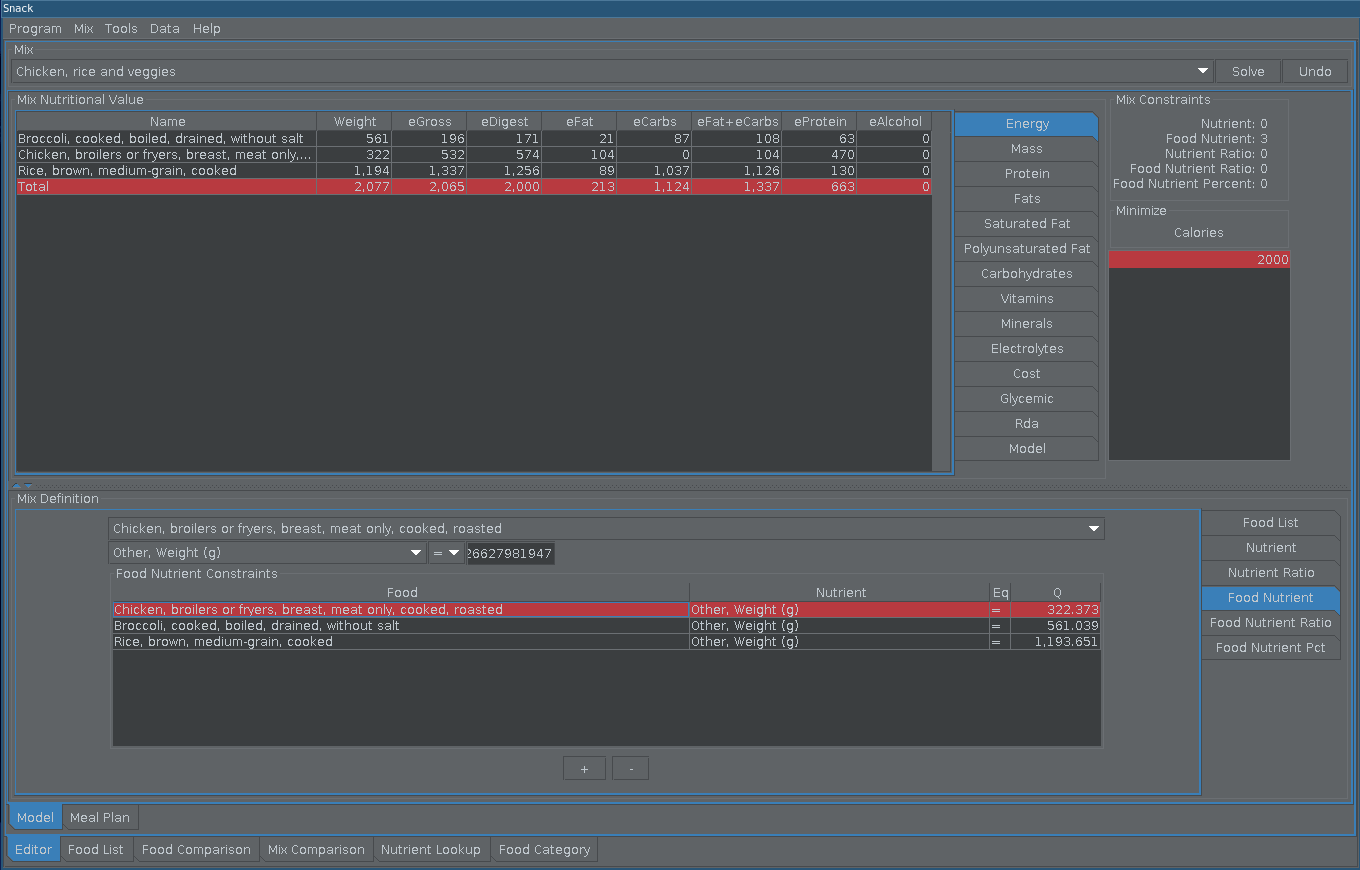 Snack
Program Mix Tools Data Help
Mix
Chicken, rice and veggies Solve Undo
Mix Nutritional Value
Name Weight eGross eDigest eFat eCarbs eFat+eCarbs eProtein eAlcohol
Broccoli, cooked, boiled, drained, without salt 561 196 171 21 87 108 63 0
Chicken, broilers or fryers, breast, meat only,... 322 532 574 104 0 104 470 0
Rice, brown, medium-grain, cooked 1,194 1,337 1,256 89 1,037 1,126 130 0
Total 2,077 2,065 2,000 213 1,124 1,337 663 0
Energy
Mass
Protein
Fats
Saturated Fat
Polyunsaturated Fat
Carbohydrates
Vitamins
Minerals
Electrolytes
Cost
Glycemic
Rda
Model
Mix Constraints
Nutrient: 0
Food Nutrient: 3
Nutrient Ratio: 0
Food Nutrient Ratio: 0
Food Nutrient Percent: 0
Minimize
Calories
2000
Mix Definition
Chicken, broilers or fryers, breast, meat only, cooked, roasted
Other, Weight (g) = 26627981947
Food Nutrient Constraints
Food Nutrient Eq Q
Chicken, broilers or fryers, breast, meat only, cooked, roasted Other, Weight (g) = 322.373
Broccoli, cooked, boiled, drained, without salt Other, Weight (g) = 561.039
Rice, brown, medium-grain, cooked Other, Weight (g) = 1,193.651
+ -
Food List
Nutrient
Nutrient Ratio
Food Nutrient
Food Nutrient Ratio
Food Nutrient Pct
Model Meal Plan
Editor Food List Food Comparison Mix Comparison Nutrient Lookup Food Category